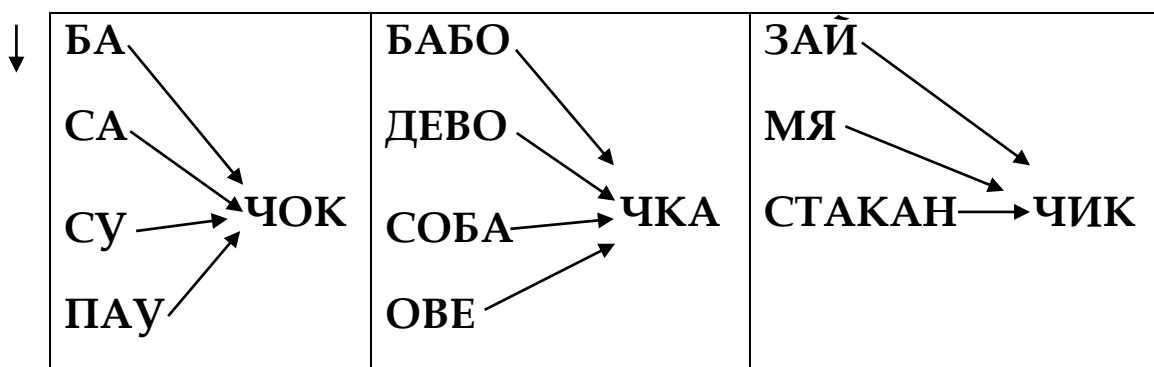 БА
СА
СУ
ПАУ
ЧОК
БАБО
ДЕВО
СОБА
ОВЕ
ЧКА
ЗАЙ
МЯ
СТАКАН
ЧИК